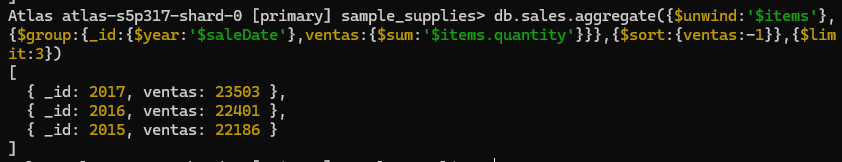 Atlas atlas-s5p317-shard-0 [primary] sample_supplies> db.sales.aggregate({$unwind:'$items'},
{$group:{_id:{$year:'$saleDate'},ventas:{$sum:'$items.quantity'}}},{$sort:{ventas:-1}},{$lim
it:3})
[
  { _id: 2017, ventas: 23503 },
  { _id: 2016, ventas: 22401 },
  { _id: 2015, ventas: 22186 }
]